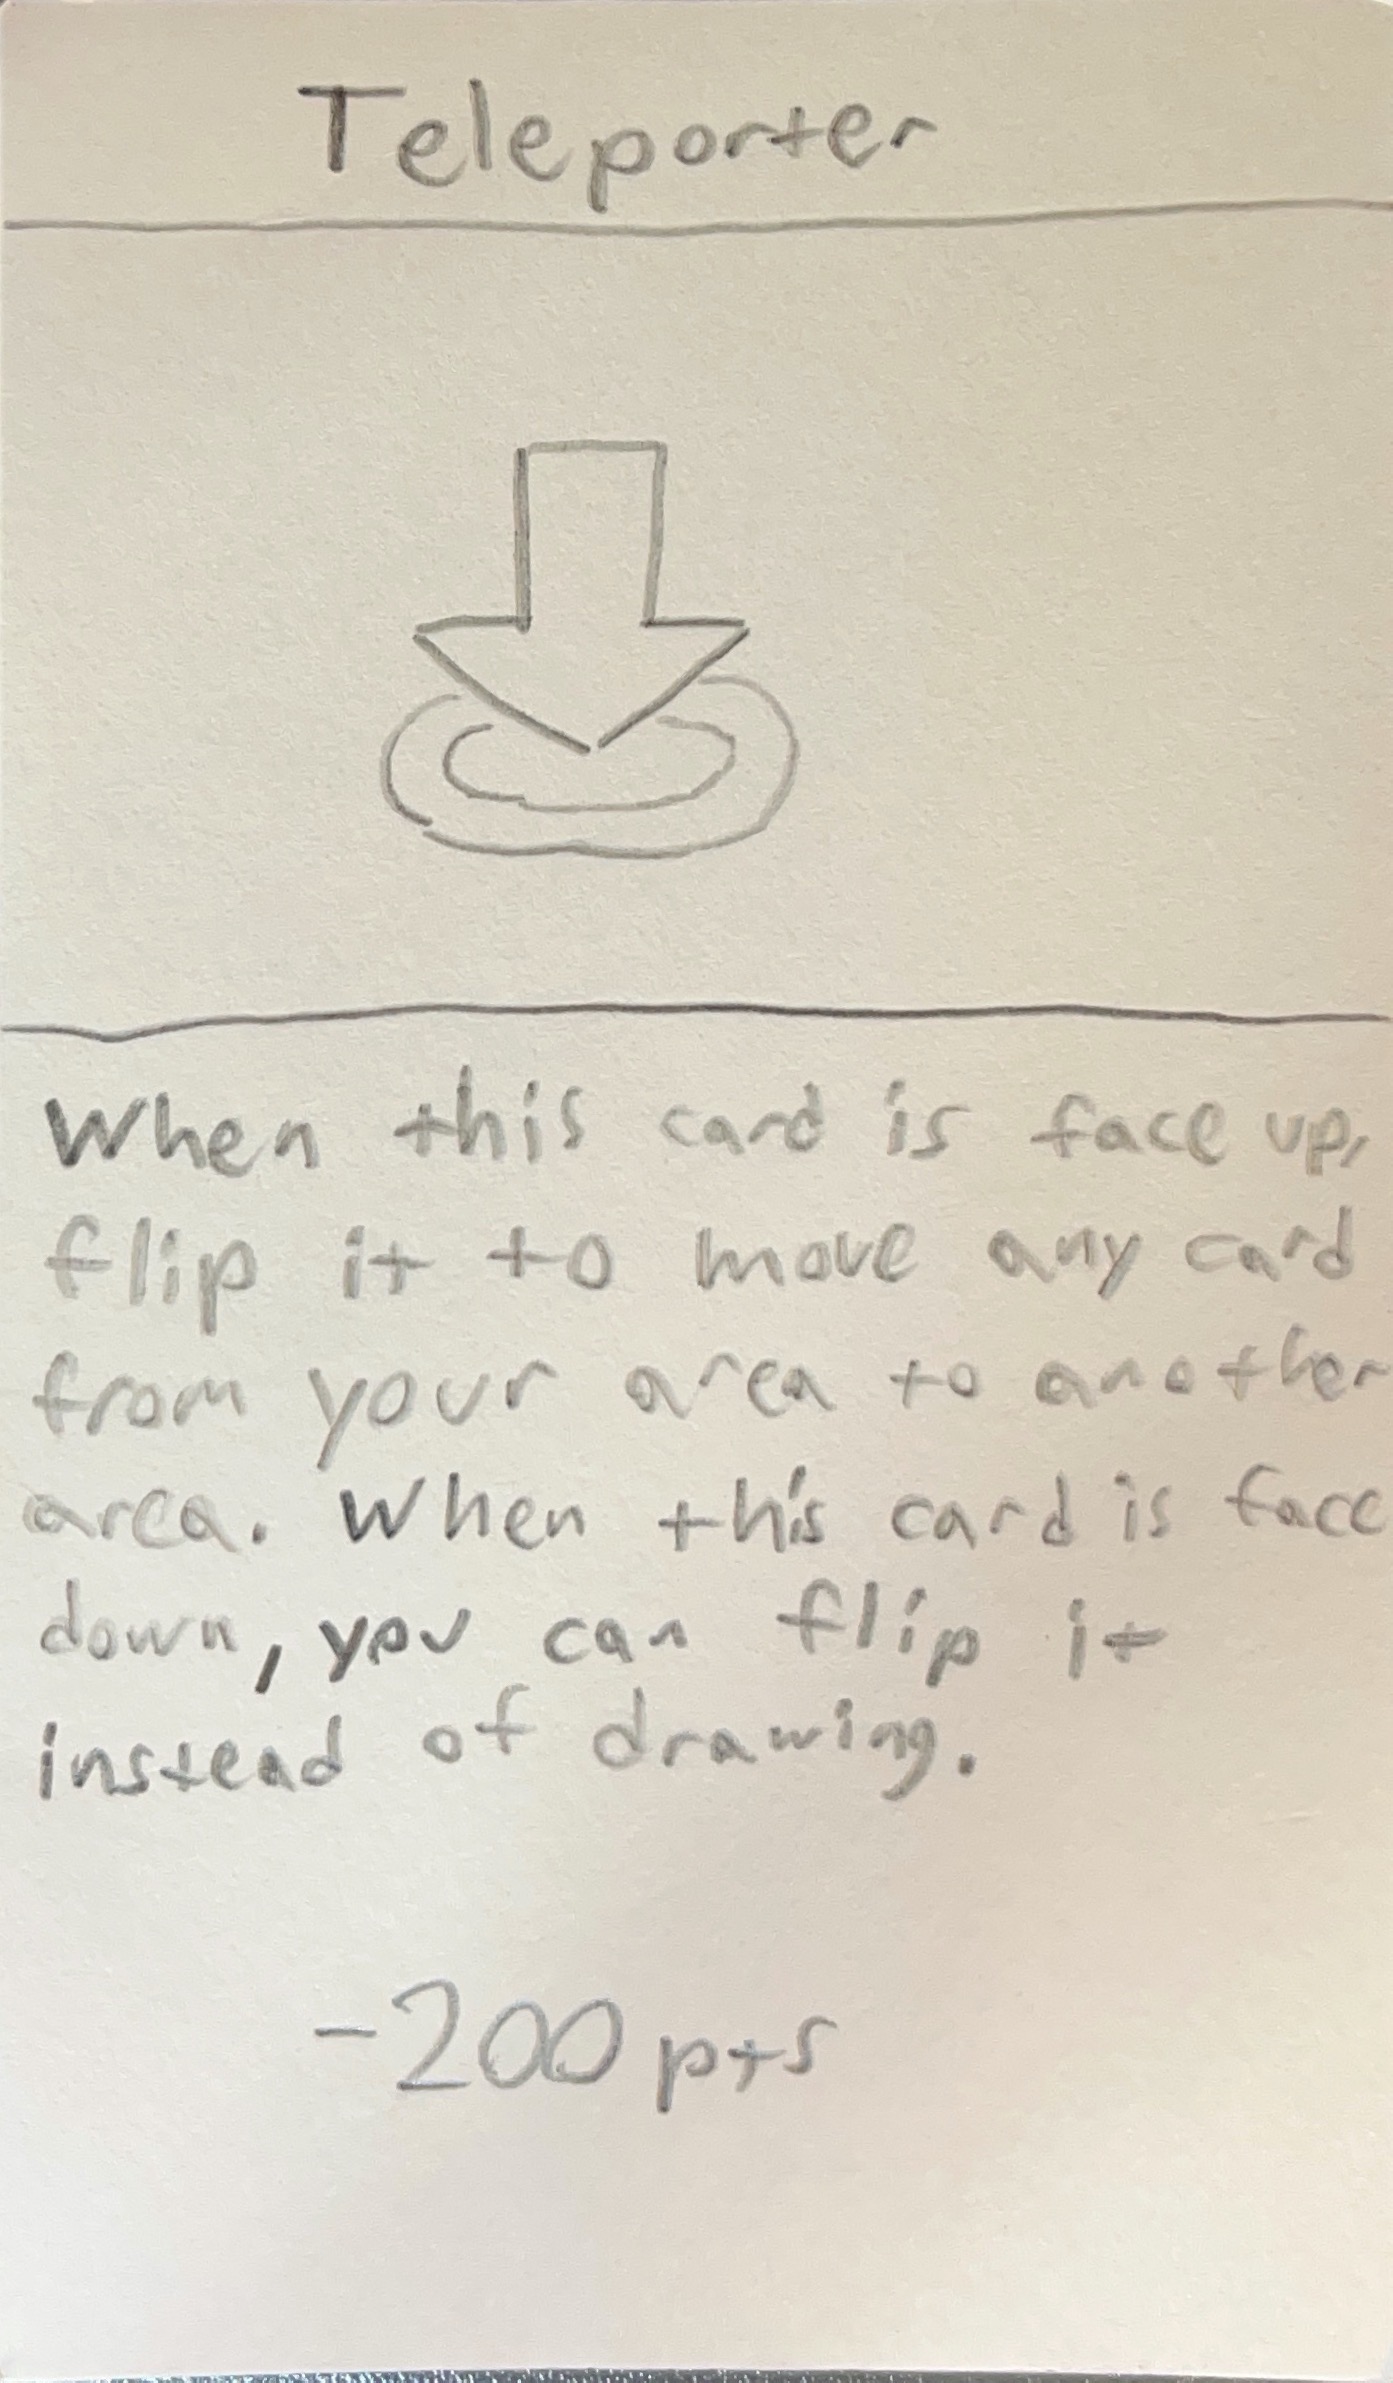 Teleporter
When this card is face up,
flip it to move any card
from your area to another
area. When this card is face
down, you can flip it
instead of drawing.
-200 pts